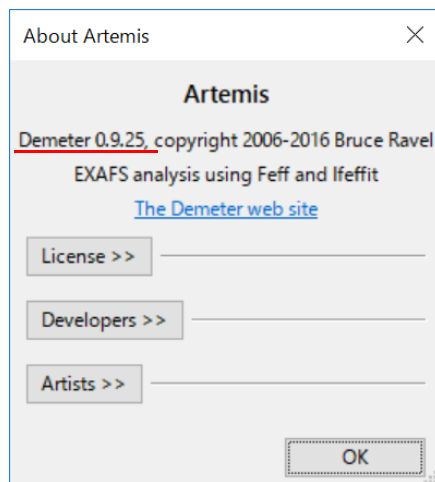 About Artemis
Artemis
Demeter 0.9.25, copyright 2006-2016 Bruce Ravel
EXAFS analysis using Feff and Ifeffit
The Demeter web site
License >>
Developers >>
Artists >>
OK